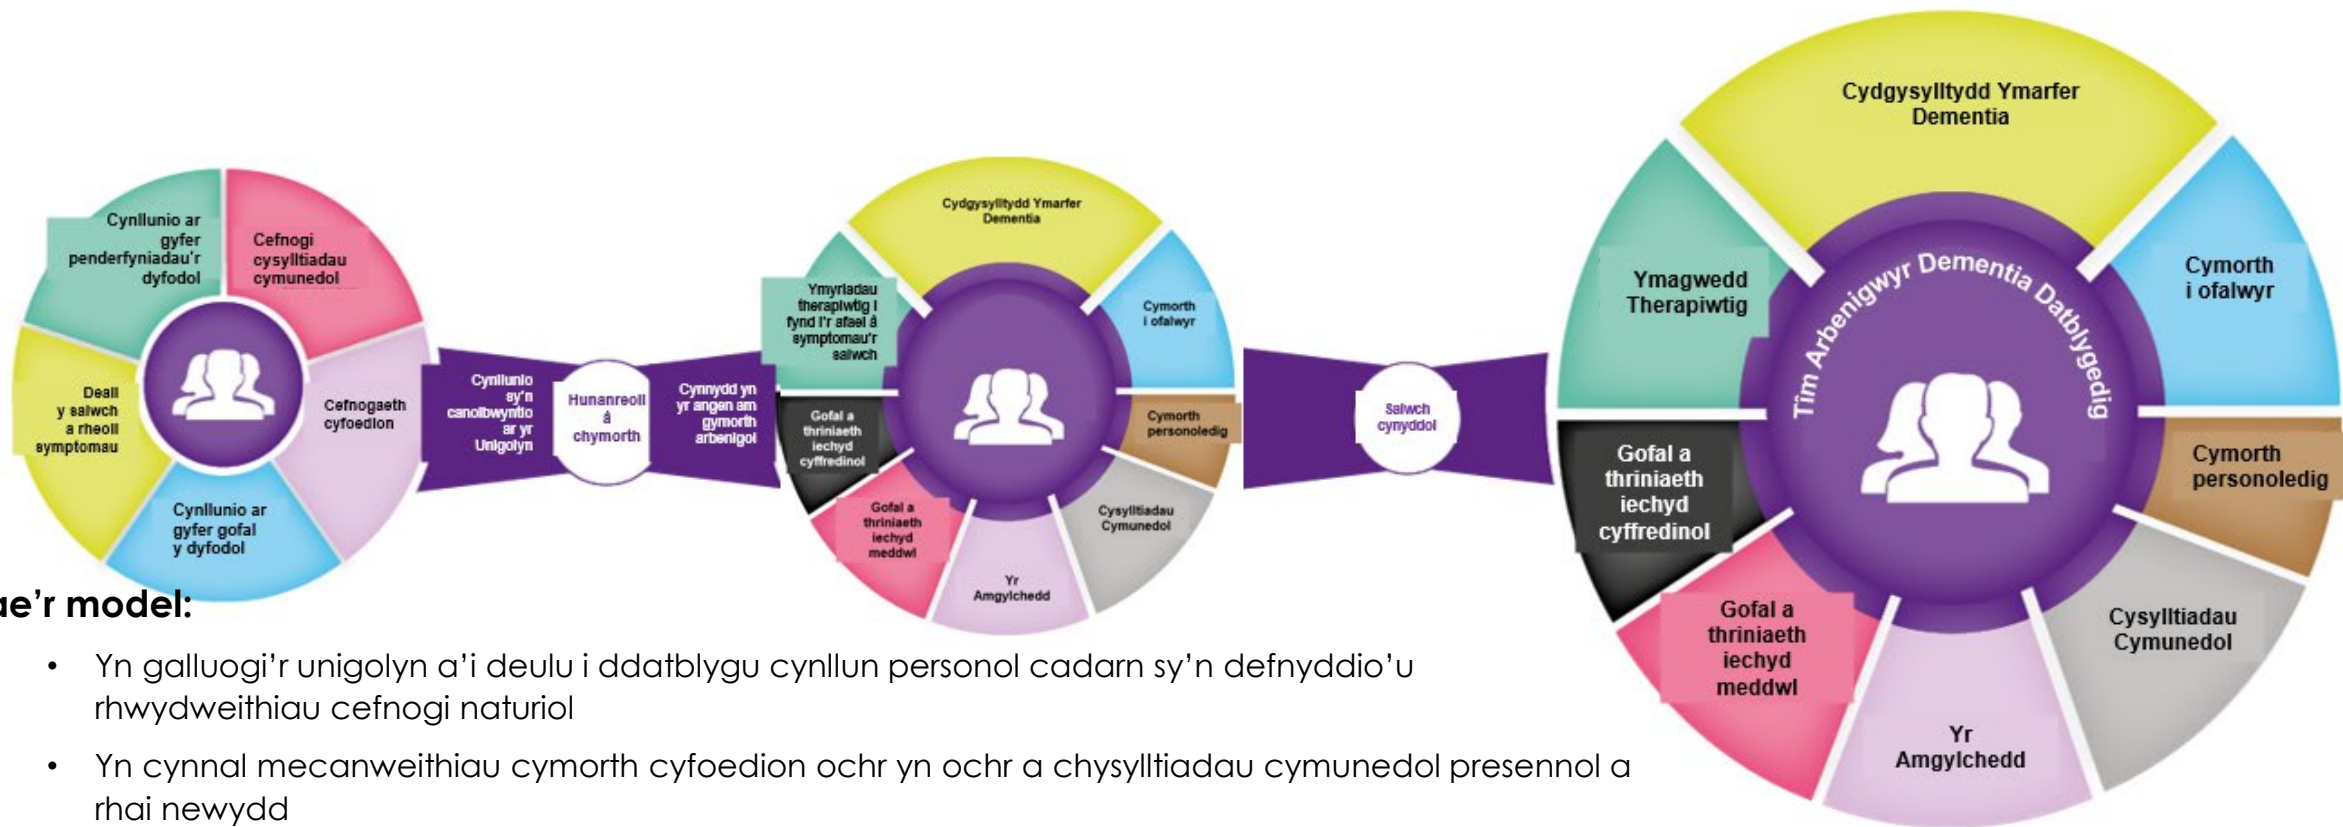 Cynllunio ar
gyfer
penderfyniadau'r
dyfodol
Cefnogi
cysylltiadau
cymunedol
Cefnogaeth
cyfoedion
Cynllunio ar
gyfer gofal
y dyfodol
Deall
y salwch
a rheoli
symptomau
Cynllunio
sy'n
canolbwyntio
ar yr
Unigolyn
Hunanreoli
â
chymorth
Cynnydd yn
yr angen am
gymorth
arbenigol
Cydgysylltydd Ymarfer
Dementia
Cymorth
i ofalwyr
Cymorth
personoledig
Cysylltiadau
Cymunedol
Yr
Amgylchedd
Gofal a
thriniaeth
iechyd
meddwl
Gofal a
thriniaeth
iechyd
cyffredinol
Ymyriadau
therapiwtig i
fynd i'r afael â
symptomau'r
salwch
Salwch
cynyddol
Cydgysylltydd Ymarfer
Dementia
Cymorth
i ofalwyr
Cymorth
personoledig
Cysylltiadau
Cymunedol
Yr
Amgylchedd
Gofal a
thriniaeth
iechyd
meddwl
Gofal a
thriniaeth
iechyd
cyffredinol
Ymagwedd
Therapiwtig
Tîm Arbenigwyr Dementia Datblygedig
ae'r model:
• Yn galluogi'r unigolyn a'i deulu i ddatblygu cynllun personol cadarn sy'n defnyddio'u
rhwydweithiau cefnogi naturiol
• Yn cynnal mecanweithiau cymorth cyfoedion ochr yn ochr a chysylltiadau cymunedol presennol a
rhai newydd